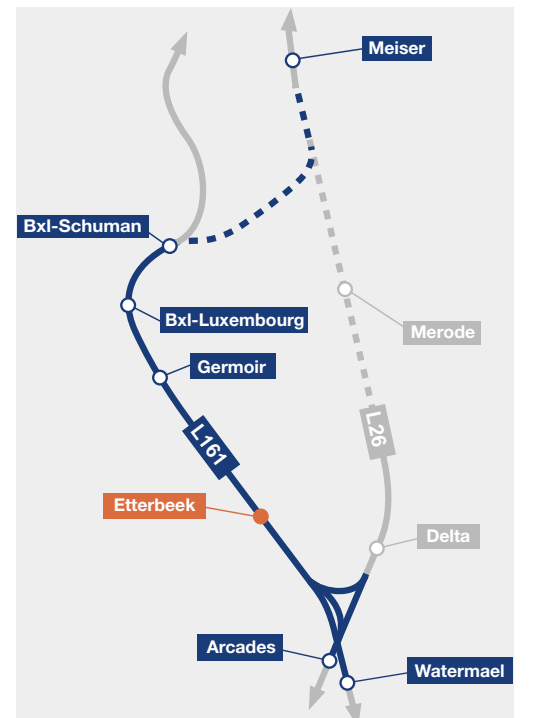 Meiser
Bxl-Schuman
Bxl-Luxembourg
Merode
Germoir
L161
L26
Etterbeek
Delta
Arcades
Watermael